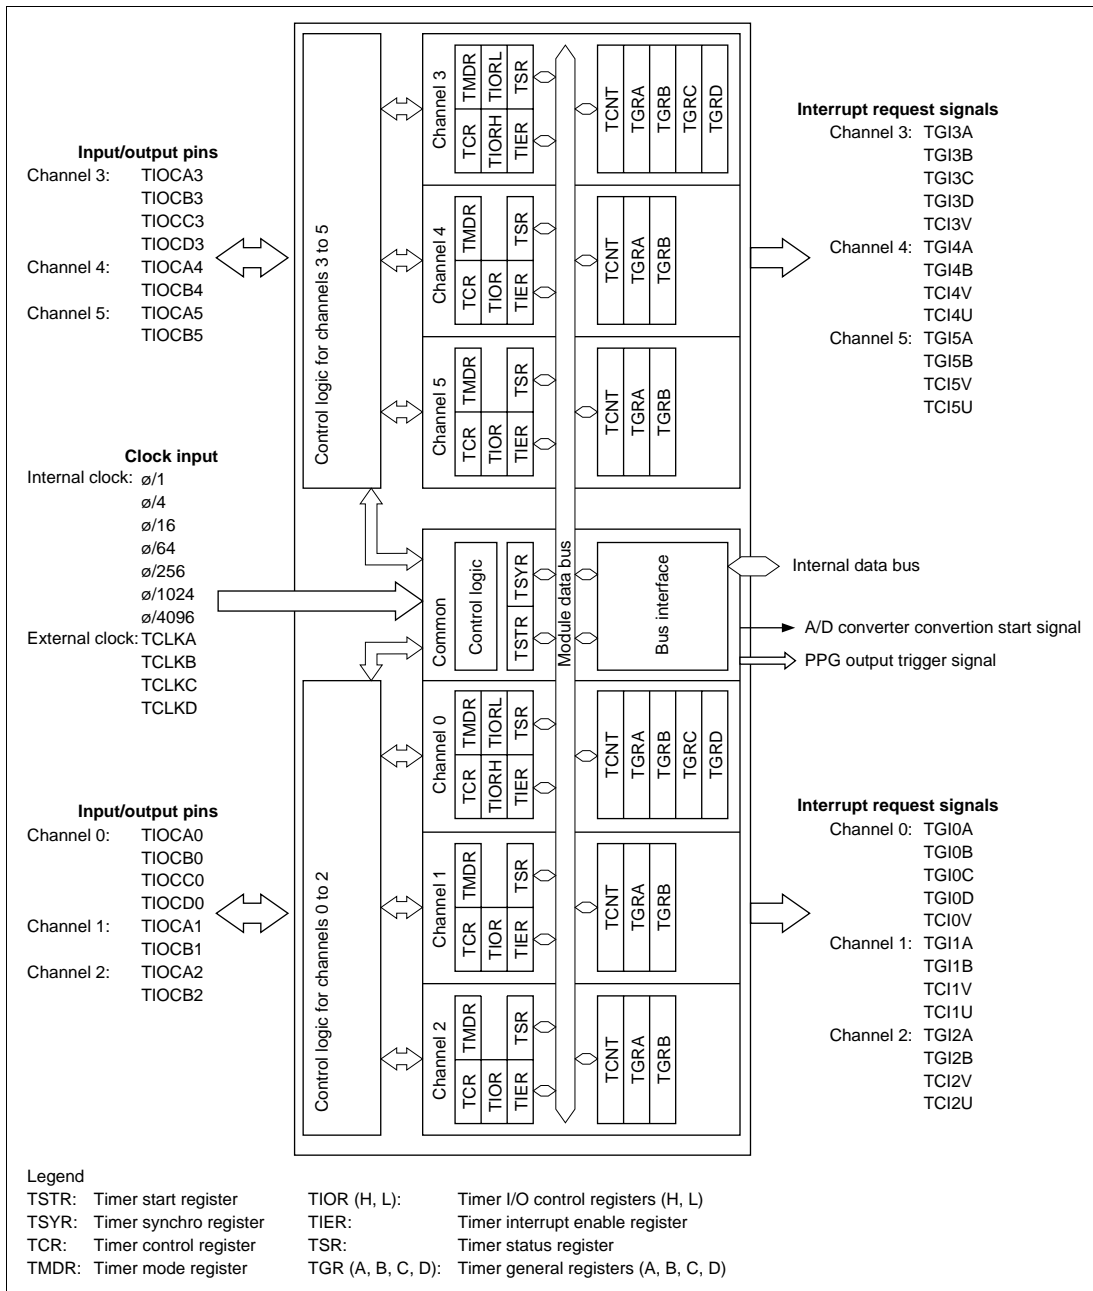 Input/output pins
Channel 3: TIOCA3
TIOCB3
TIOCC3
TIOCD3
Channel 4: TIOCA4
TIOCB4
Channel 5: TIOCA5
TIOCB5
Clock input
Internal clock: ø/1
ø/4
ø/16
ø/64
ø/256
ø/1024
ø/4096
External clock: TCLKA
TCLKB
TCLKC
TCLKD
Input/output pins
Channel 0: TIOCA0
TIOCB0
TIOCC0
TIOCD0
Channel 1: TIOCA1
TIOCB1
Channel 2: TIOCA2
TIOCB2
Control logic for channels 3 to 5
Control logic for channels 0 to 2
Channel 3
TCR TMDR
TIORH TIORL
TIER TSR
TCNT
TGRA
TGRB
TGRC
TGRD
Channel 4
TCR TMDR
TIOR
TIER TSR
TCNT
TGRA
TGRB
Channel 5
TCR TMDR
TIOR
TIER TSR
TCNT
TGRA
TGRB
Common
Control logic
TSTR TSYR
Module data bus
Bus interface
Channel 0
TCR TMDR
TIORH TIORL
TIER TSR
TCNT
TGRA
TGRB
TGRC
TGRD
Channel 1
TCR TMDR
TIOR
TIER TSR
TCNT
TGRA
TGRB
Channel 2
TCR TMDR
TIOR
TIER TSR
TCNT
TGRA
TGRB
Interrupt request signals
Channel 3: TGI3A
TGI3B
TGI3C
TGI3D
TCI3V
Channel 4: TGI4A
TGI4B
TCI4V
TCI4U
Channel 5: TGI5A
TGI5B
TCI5V
TCI5U
Internal data bus
A/D converter convertion start signal
PPG output trigger signal
Interrupt request signals
Channel 0: TGI0A
TGI0B
TGI0C
TGI0D
TCI0V
Channel 1: TGI1A
TGI1B
TCI1V
TCI1U
Channel 2: TGI2A
TGI2B
TCI2V
TCI2U
Legend
TSTR: Timer start register TIOR (H, L): Timer I/O control registers (H, L)
TSYR: Timer synchro register TIER: Timer interrupt enable register
TCR: Timer control register TSR: Timer status register
TMDR: Timer mode register TGR (A, B, C, D): Timer general registers (A, B, C, D)